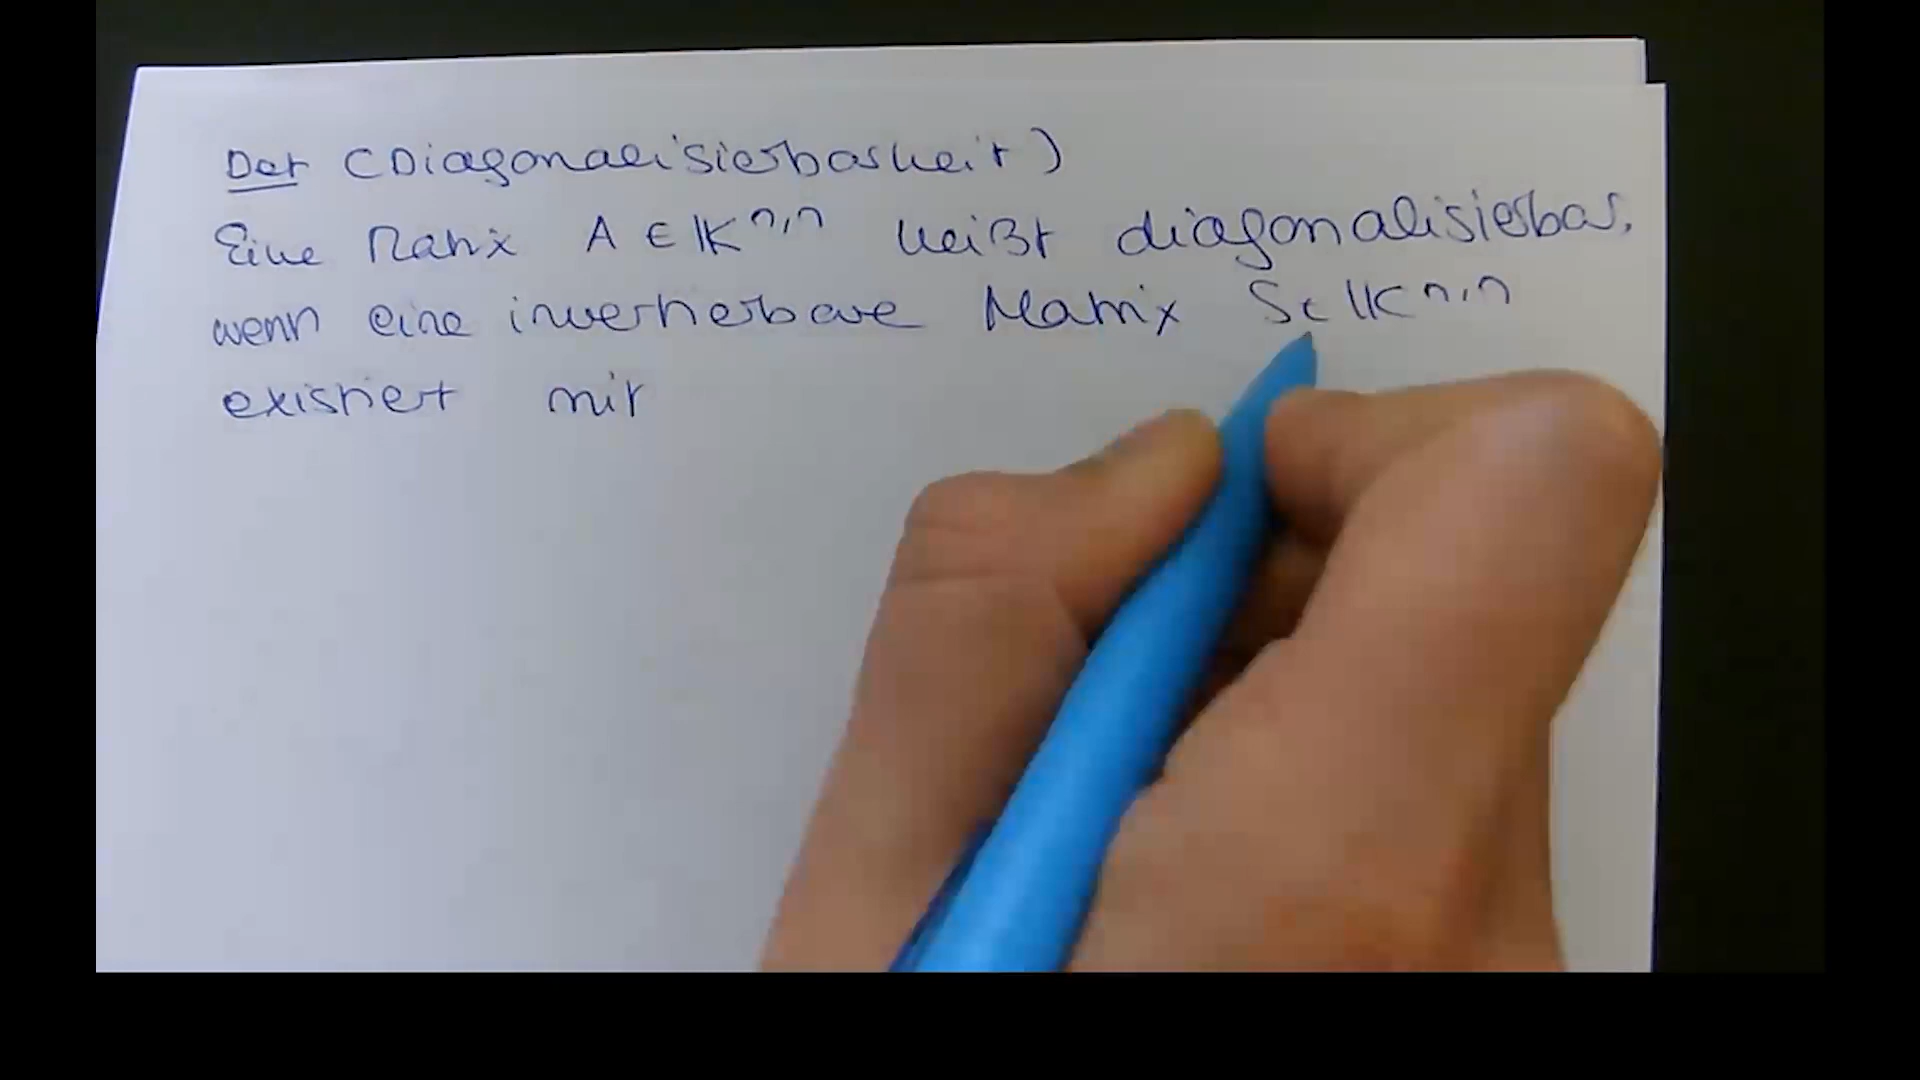 Def (Diagonalisierbarkeit)
Eine Matrix A ∈ 𝕂ⁿ,ⁿ heißt diagonalisierbar,
wenn eine invertierbare Matrix S ∈ 𝕂ⁿ,ⁿ
existiert mit